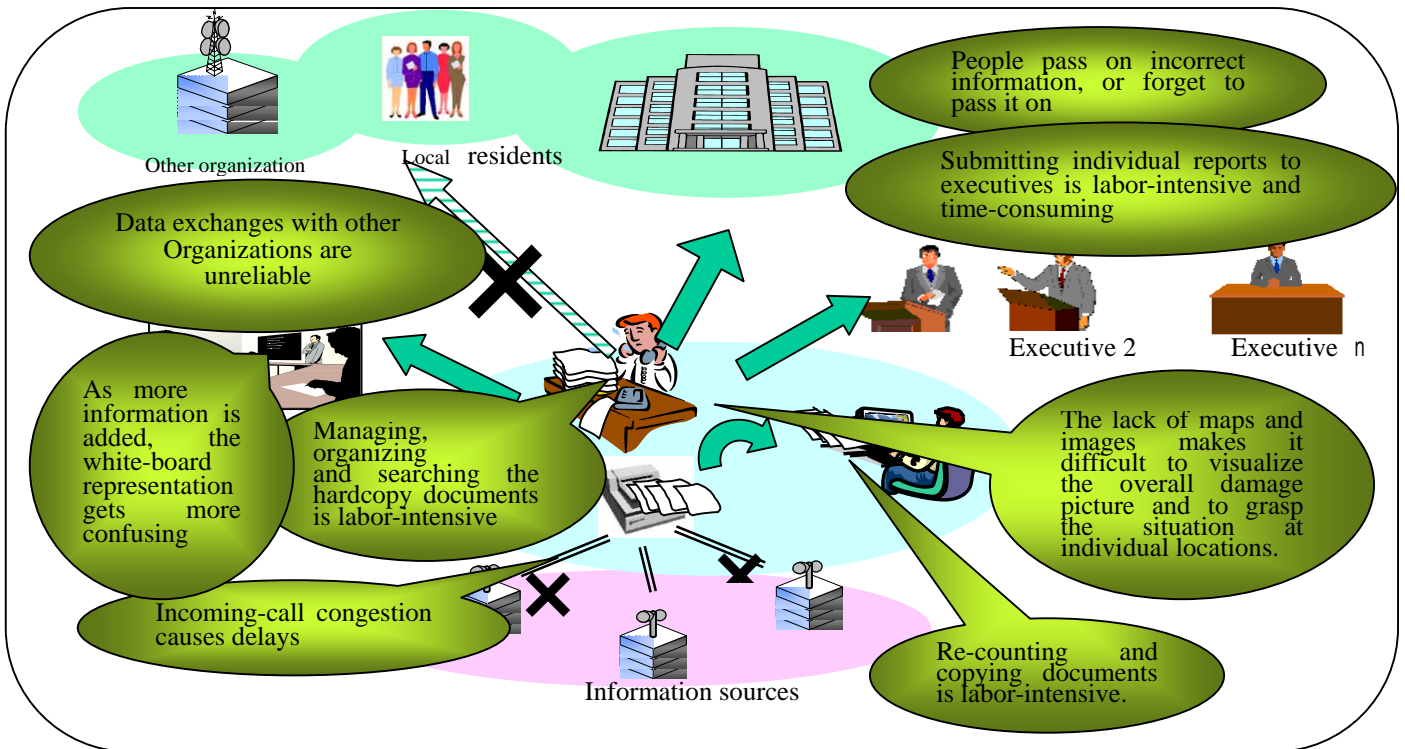 People pass on incorrect
information, or forget to
pass it on
Other organization
Local residents
Submitting individual reports to
executives is labor-intensive and
time-consuming
Data exchanges with other
Organizations are
unreliable
Executive 2
Executive n
As more
information is
added, the
white-board
representation
gets more
confusing
Managing,
organizing
and searching the
hardcopy documents
is labor-intensive
The lack of maps and
images makes it
difficult to visualize
the overall damage
picture and to grasp
the situation at
individual locations.
Incoming-call congestion
causes delays
Information sources
Re-counting and
copying documents
is labor-intensive.